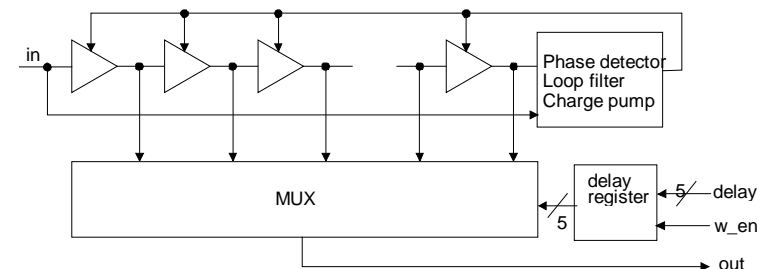 in
Phase detector
Loop filter
Charge pump
MUX
5
delay
register
5
delay
w_en
out